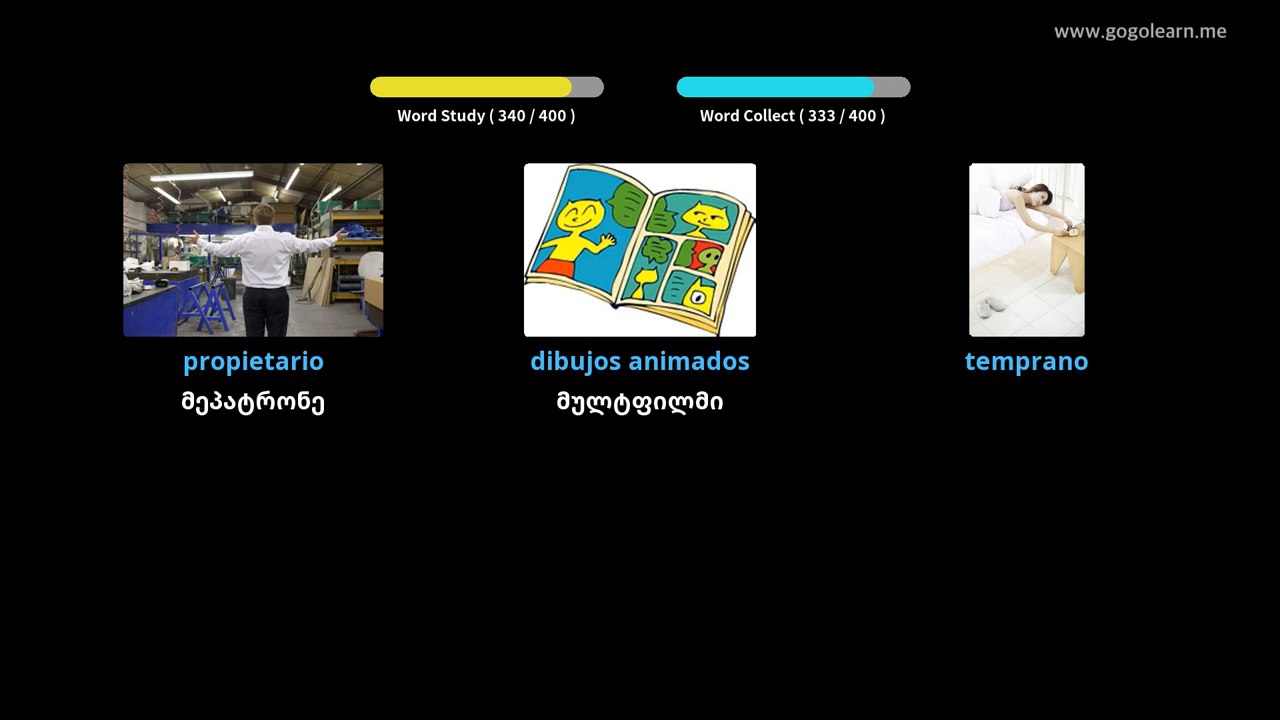 www.gogolearn.me
Word Study ( 340 / 400 )
Word Collect ( 333 / 400 )
propietario
dibujos animados
temprano
მეპატრონე
მულტფილმი